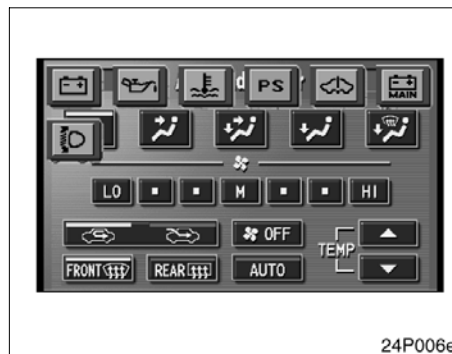 PS MAIN
LO M HI
OFF
TEMP
FRONT REAR AUTO
24P006e